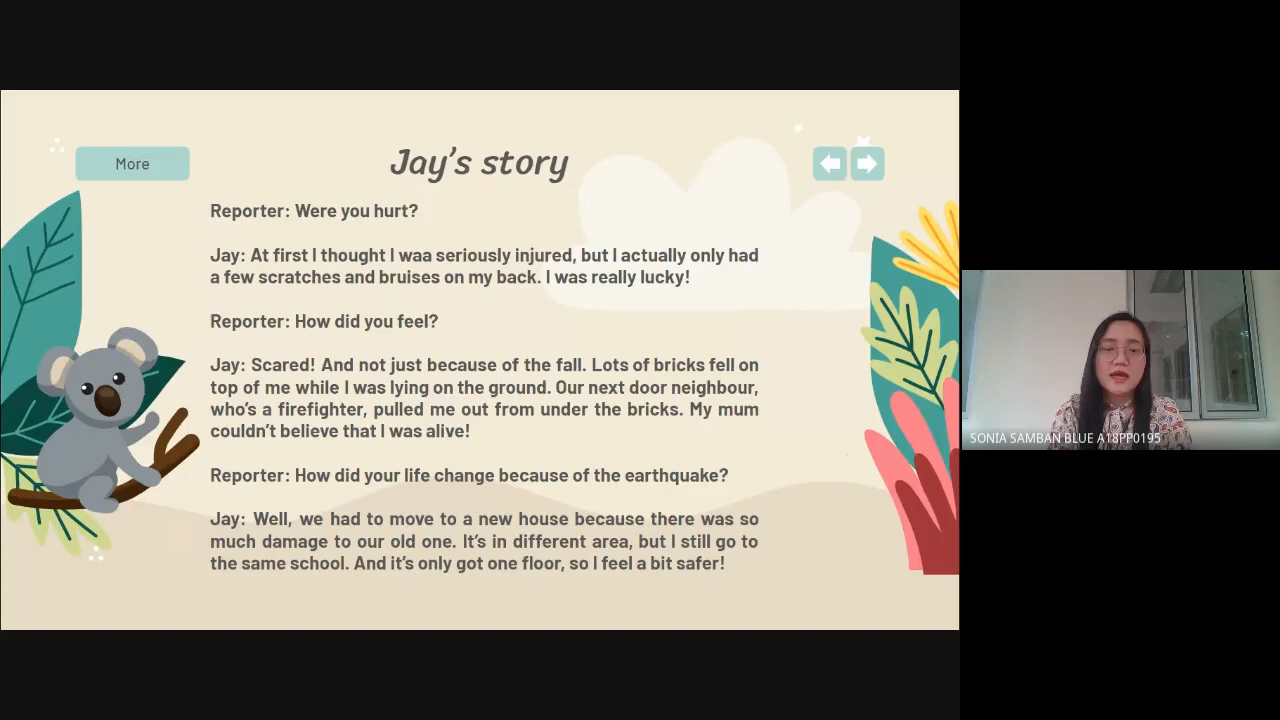 More
Jay's story
Reporter: Were you hurt?
Jay: At first I thought I waa seriously injured, but I actually only had
a few scratches and bruises on my back. I was really lucky!
Reporter: How did you feel?
Jay: Scared! And not just because of the fall. Lots of bricks fell on
top of me while I was lying on the ground. Our next door neighbour,
who's a firefighter, pulled me out from under the bricks. My mum
couldn't believe that I was alive!
Reporter: How did your life change because of the earthquake?
Jay: Well, we had to move to a new house because there was so
much damage to our old one. It's in different area, but I still go to
the same school. And it's only got one floor, so I feel a bit safer!
SONIA SAMBAN BLUE A18PP0195